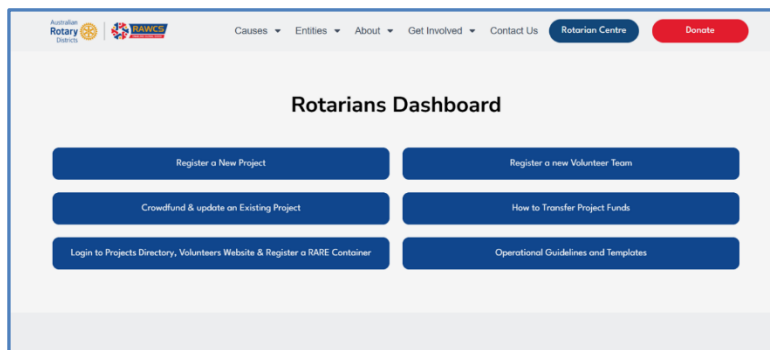 Australian
Rotary
Districts
RAWCS
Causes Entities About Get Involved Contact Us Rotarian Centre Donate
Rotarians Dashboard
Register a New Project Register a new Volunteer Team
Crowdfund & update an Existing Project How to Transfer Project Funds
Login to Projects Directory, Volunteers Website & Register a RARE Container Operational Guidelines and Templates